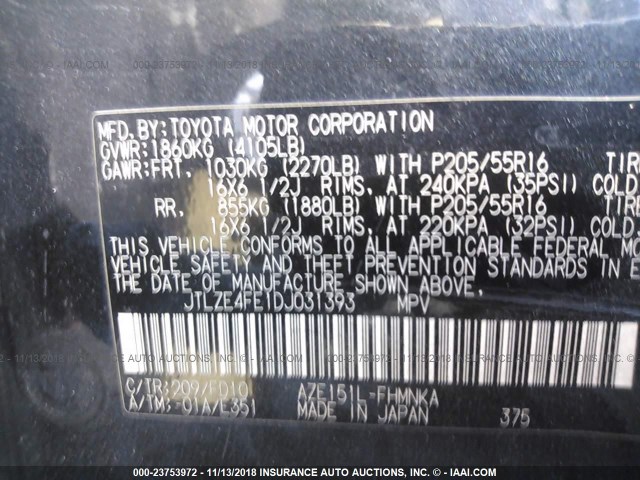 MFD.BY:TOYOTA MOTOR CORPORATION
GVWR:1860KG (4105LB)
GAWR:FRT. 1030KG (2270LB) WITH P205/55R16 TIR
16X6 1/2J RIMS, AT 240KPA (35PSI) COLD
RR. 855KG (1880LB) WITH P205/55R16 TIR
16X6 1/2J RIMS, AT 220KPA (32PSI) COLD
THIS VEHICLE CONFORMS TO ALL APPLICABLE FEDERAL MO
VEHICLE SAFETY AND THEFT PREVENTION STANDARDS IN E
THE DATE OF MANUFACTURE SHOWN ABOVE.
JTLZE4FE1DJ031393 MPV
C/TR:209/FD10 AZE151L-FHMNKA
A/TM:-01A/E351 MADE IN JAPAN 375
000-23753972 - 11/13/2018 INSURANCE AUTO AUCTIONS, INC. - © - IAAI.COM